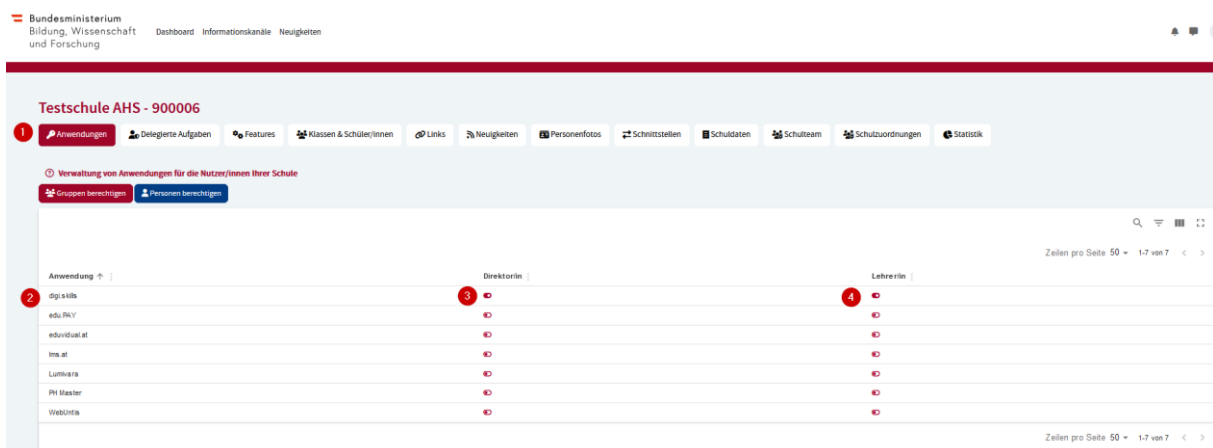 Bundesministerium
Bildung, Wissenschaft
und Forschung
Dashboard Informationskanäle Neuigkeiten
Testschule AHS - 900006
1 Anwendungen Delegierte Aufgaben Features Klassen & Schüler/innen Links Neuigkeiten Personenfotos Schnittstellen Schuldaten Schulteam Schulzuordnungen Statistik
Verwaltung von Anwendungen für die Nutzer/innen Ihrer Schule
Gruppen berechtigen Personen berechtigen
Zeilen pro Seite 50 1-7 von 7
Anwendung Direktor/in Lehrer/in
2 digi.skills 3 4
edu.PAY
eduvidual.at
lms.at
Lumivara
PH Master
WebUntis
Zeilen pro Seite 50 1-7 von 7